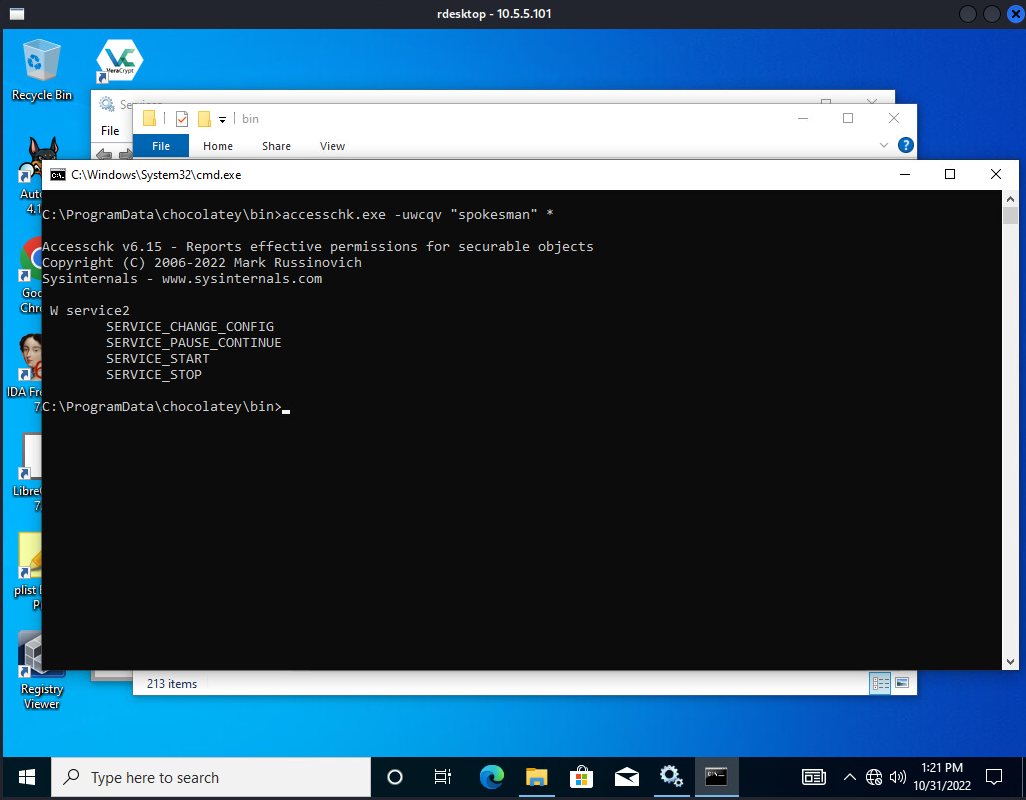 rdesktop - 10.5.5.101
Recycle Bin
VC
VeraCrypt
Services
File
bin
File
Home
Share
View
?
C:\Windows\System32\cmd.exe
C:\ProgramData\chocolatey\bin>accesschk.exe -uwcqv "spokesman" *
Accesschk v6.15 - Reports effective permissions for securable objects
Copyright (C) 2006-2022 Mark Russinovich
Sysinternals - www.sysinternals.com
W service2
SERVICE_CHANGE_CONFIG
SERVICE_PAUSE_CONTINUE
SERVICE_START
SERVICE_STOP
C:\ProgramData\chocolatey\bin>
Auto
4.1
Goo
Chr
IDA Fr
7.
Libre
7.
plist
P
Registry
Viewer
213 items
Type here to search
1:21 PM
10/31/2022